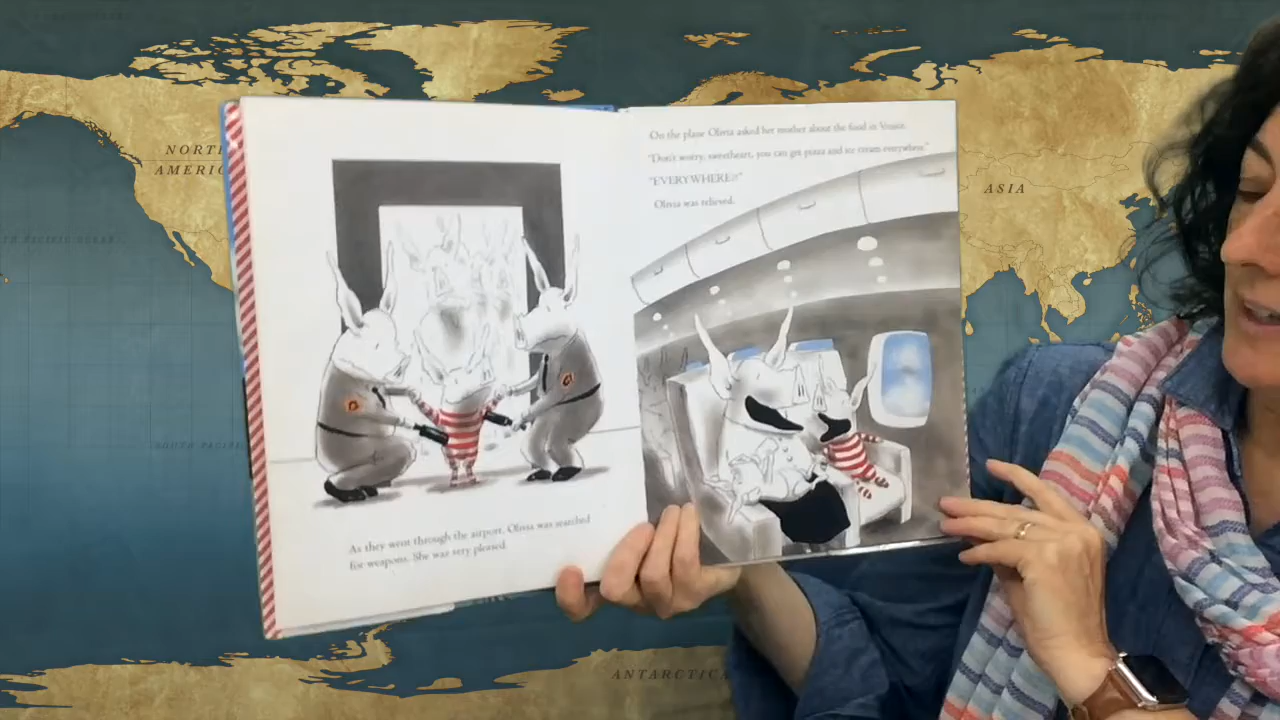 NORTH
AMERIC
ASIA
ANTARCTICA
As they went through the airport, Olivia was searched
for weapons. She was very pleased.
On the plane Olivia asked her mother about the food in Venice.
"Don't worry, sweetheart, you can get pizza and ice cream everywhere."
"EVERYWHERE?!"
Olivia was relieved.